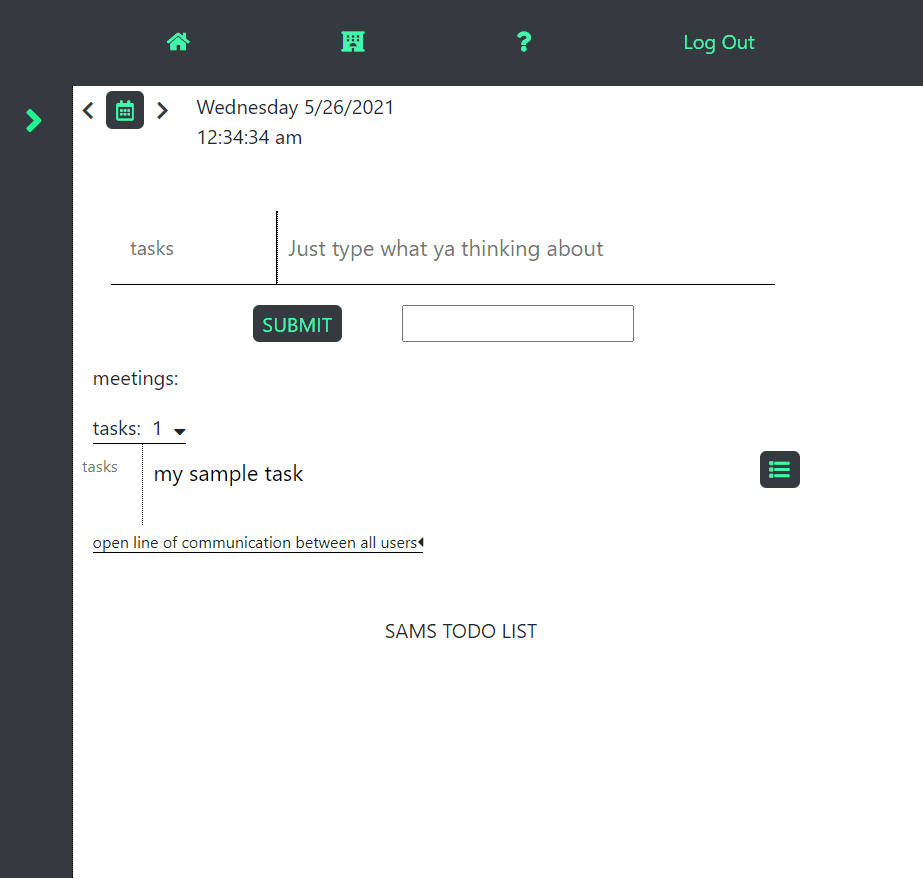 ? Log Out
Wednesday 5/26/2021
12:34:34 am
tasks Just type what ya thinking about
SUBMIT
meetings:
tasks: 1
tasks my sample task
open line of communication between all users
SAMS TODO LIST